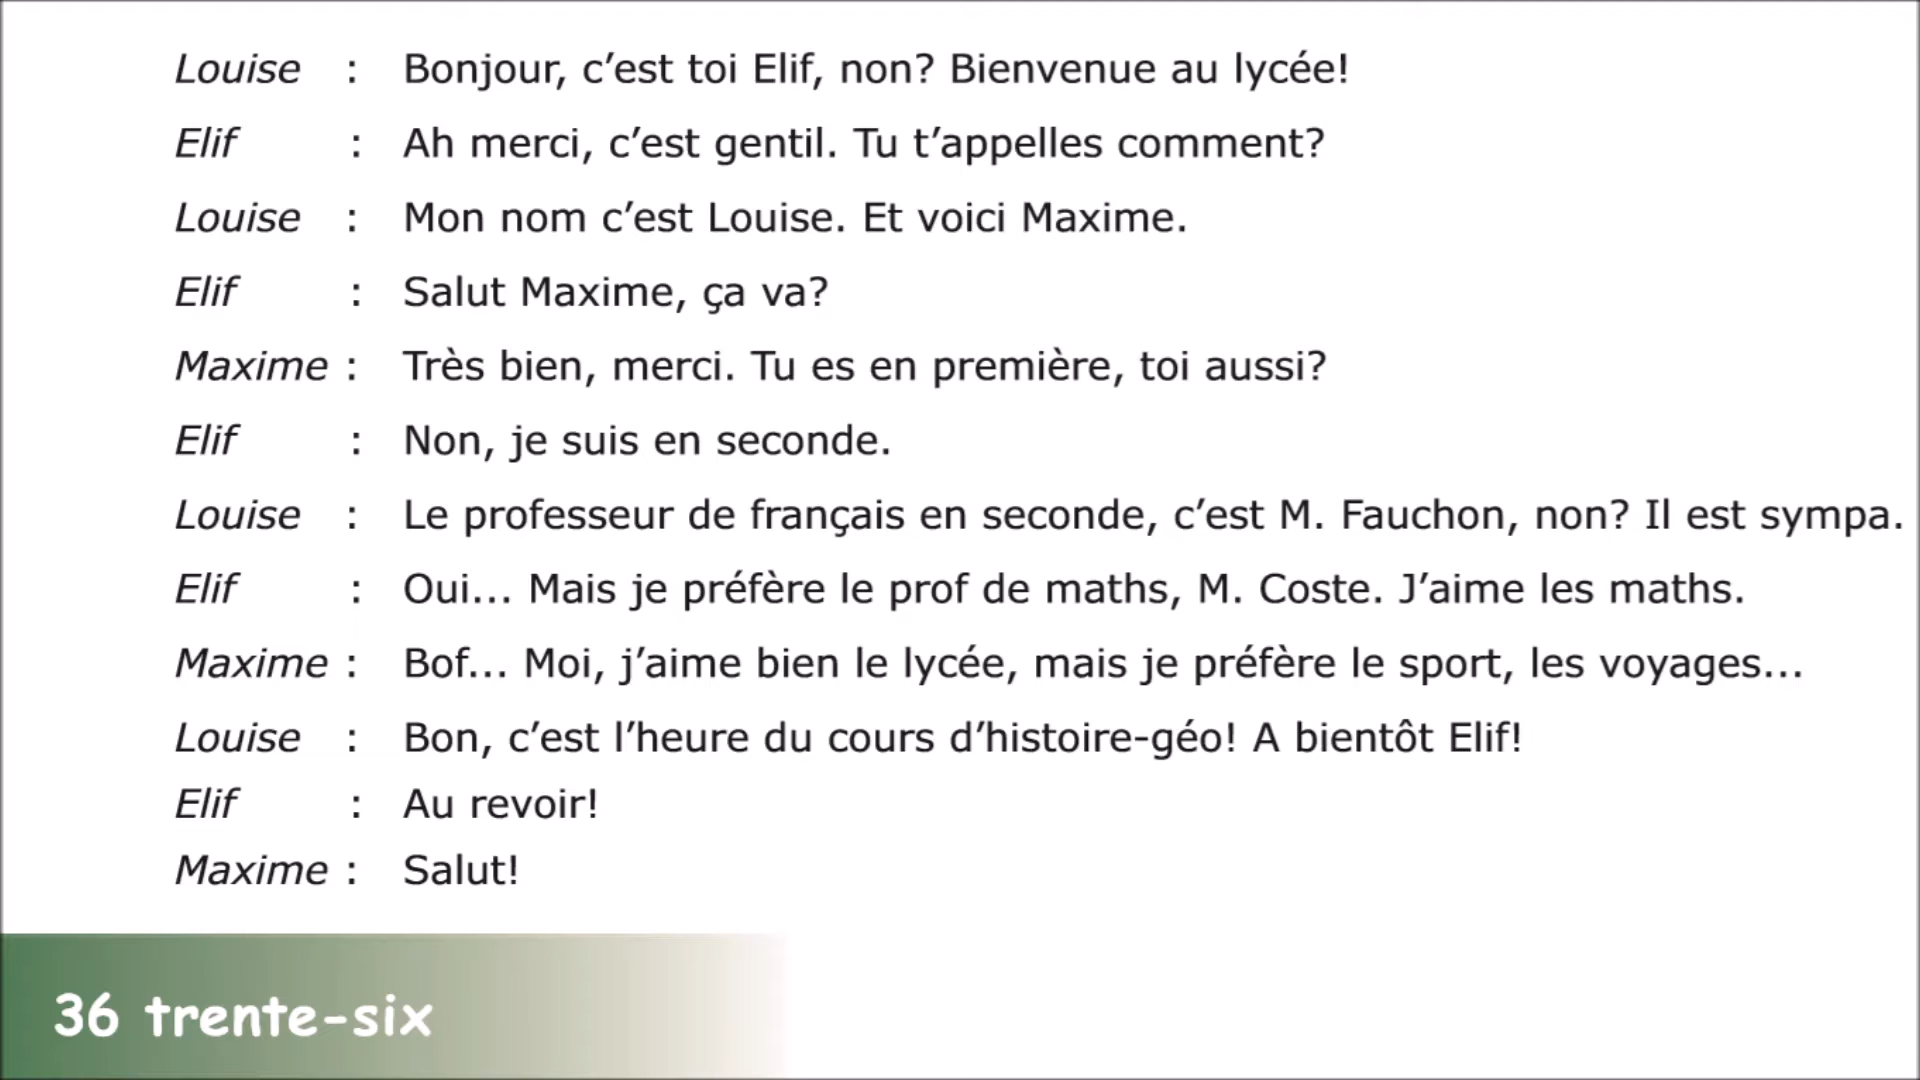 Louise : Bonjour, c’est toi Elif, non? Bienvenue au lycée!
Elif : Ah merci, c’est gentil. Tu t’appelles comment?
Louise : Mon nom c’est Louise. Et voici Maxime.
Elif : Salut Maxime, ça va?
Maxime : Très bien, merci. Tu es en première, toi aussi?
Elif : Non, je suis en seconde.
Louise : Le professeur de français en seconde, c’est M. Fauchon, non? Il est sympa.
Elif : Oui... Mais je préfère le prof de maths, M. Coste. J’aime les maths.
Maxime : Bof... Moi, j’aime bien le lycée, mais je préfère le sport, les voyages...
Louise : Bon, c’est l’heure du cours d’histoire-géo! A bientôt Elif!
Elif : Au revoir!
Maxime : Salut!
36 trente-six